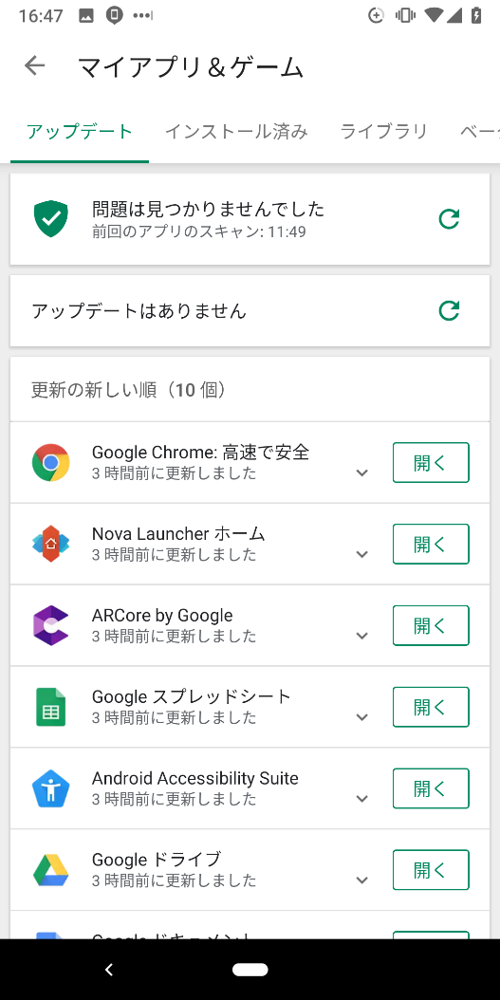 16:47
マイアプリ＆ゲーム
アップデート インストール済み ライブラリ ベー
問題は見つかりませんでした
前回のアプリのスキャン: 11:49
アップデートはありません
更新の新しい順（10 個）
Google Chrome: 高速で安全
3 時間前に更新しました
開く
Nova Launcher ホーム
3 時間前に更新しました
開く
ARCore by Google
3 時間前に更新しました
開く
Google スプレッドシート
3 時間前に更新しました
開く
Android Accessibility Suite
3 時間前に更新しました
開く
Google ドライブ
3 時間前に更新しました
開く
Google ドキュメント